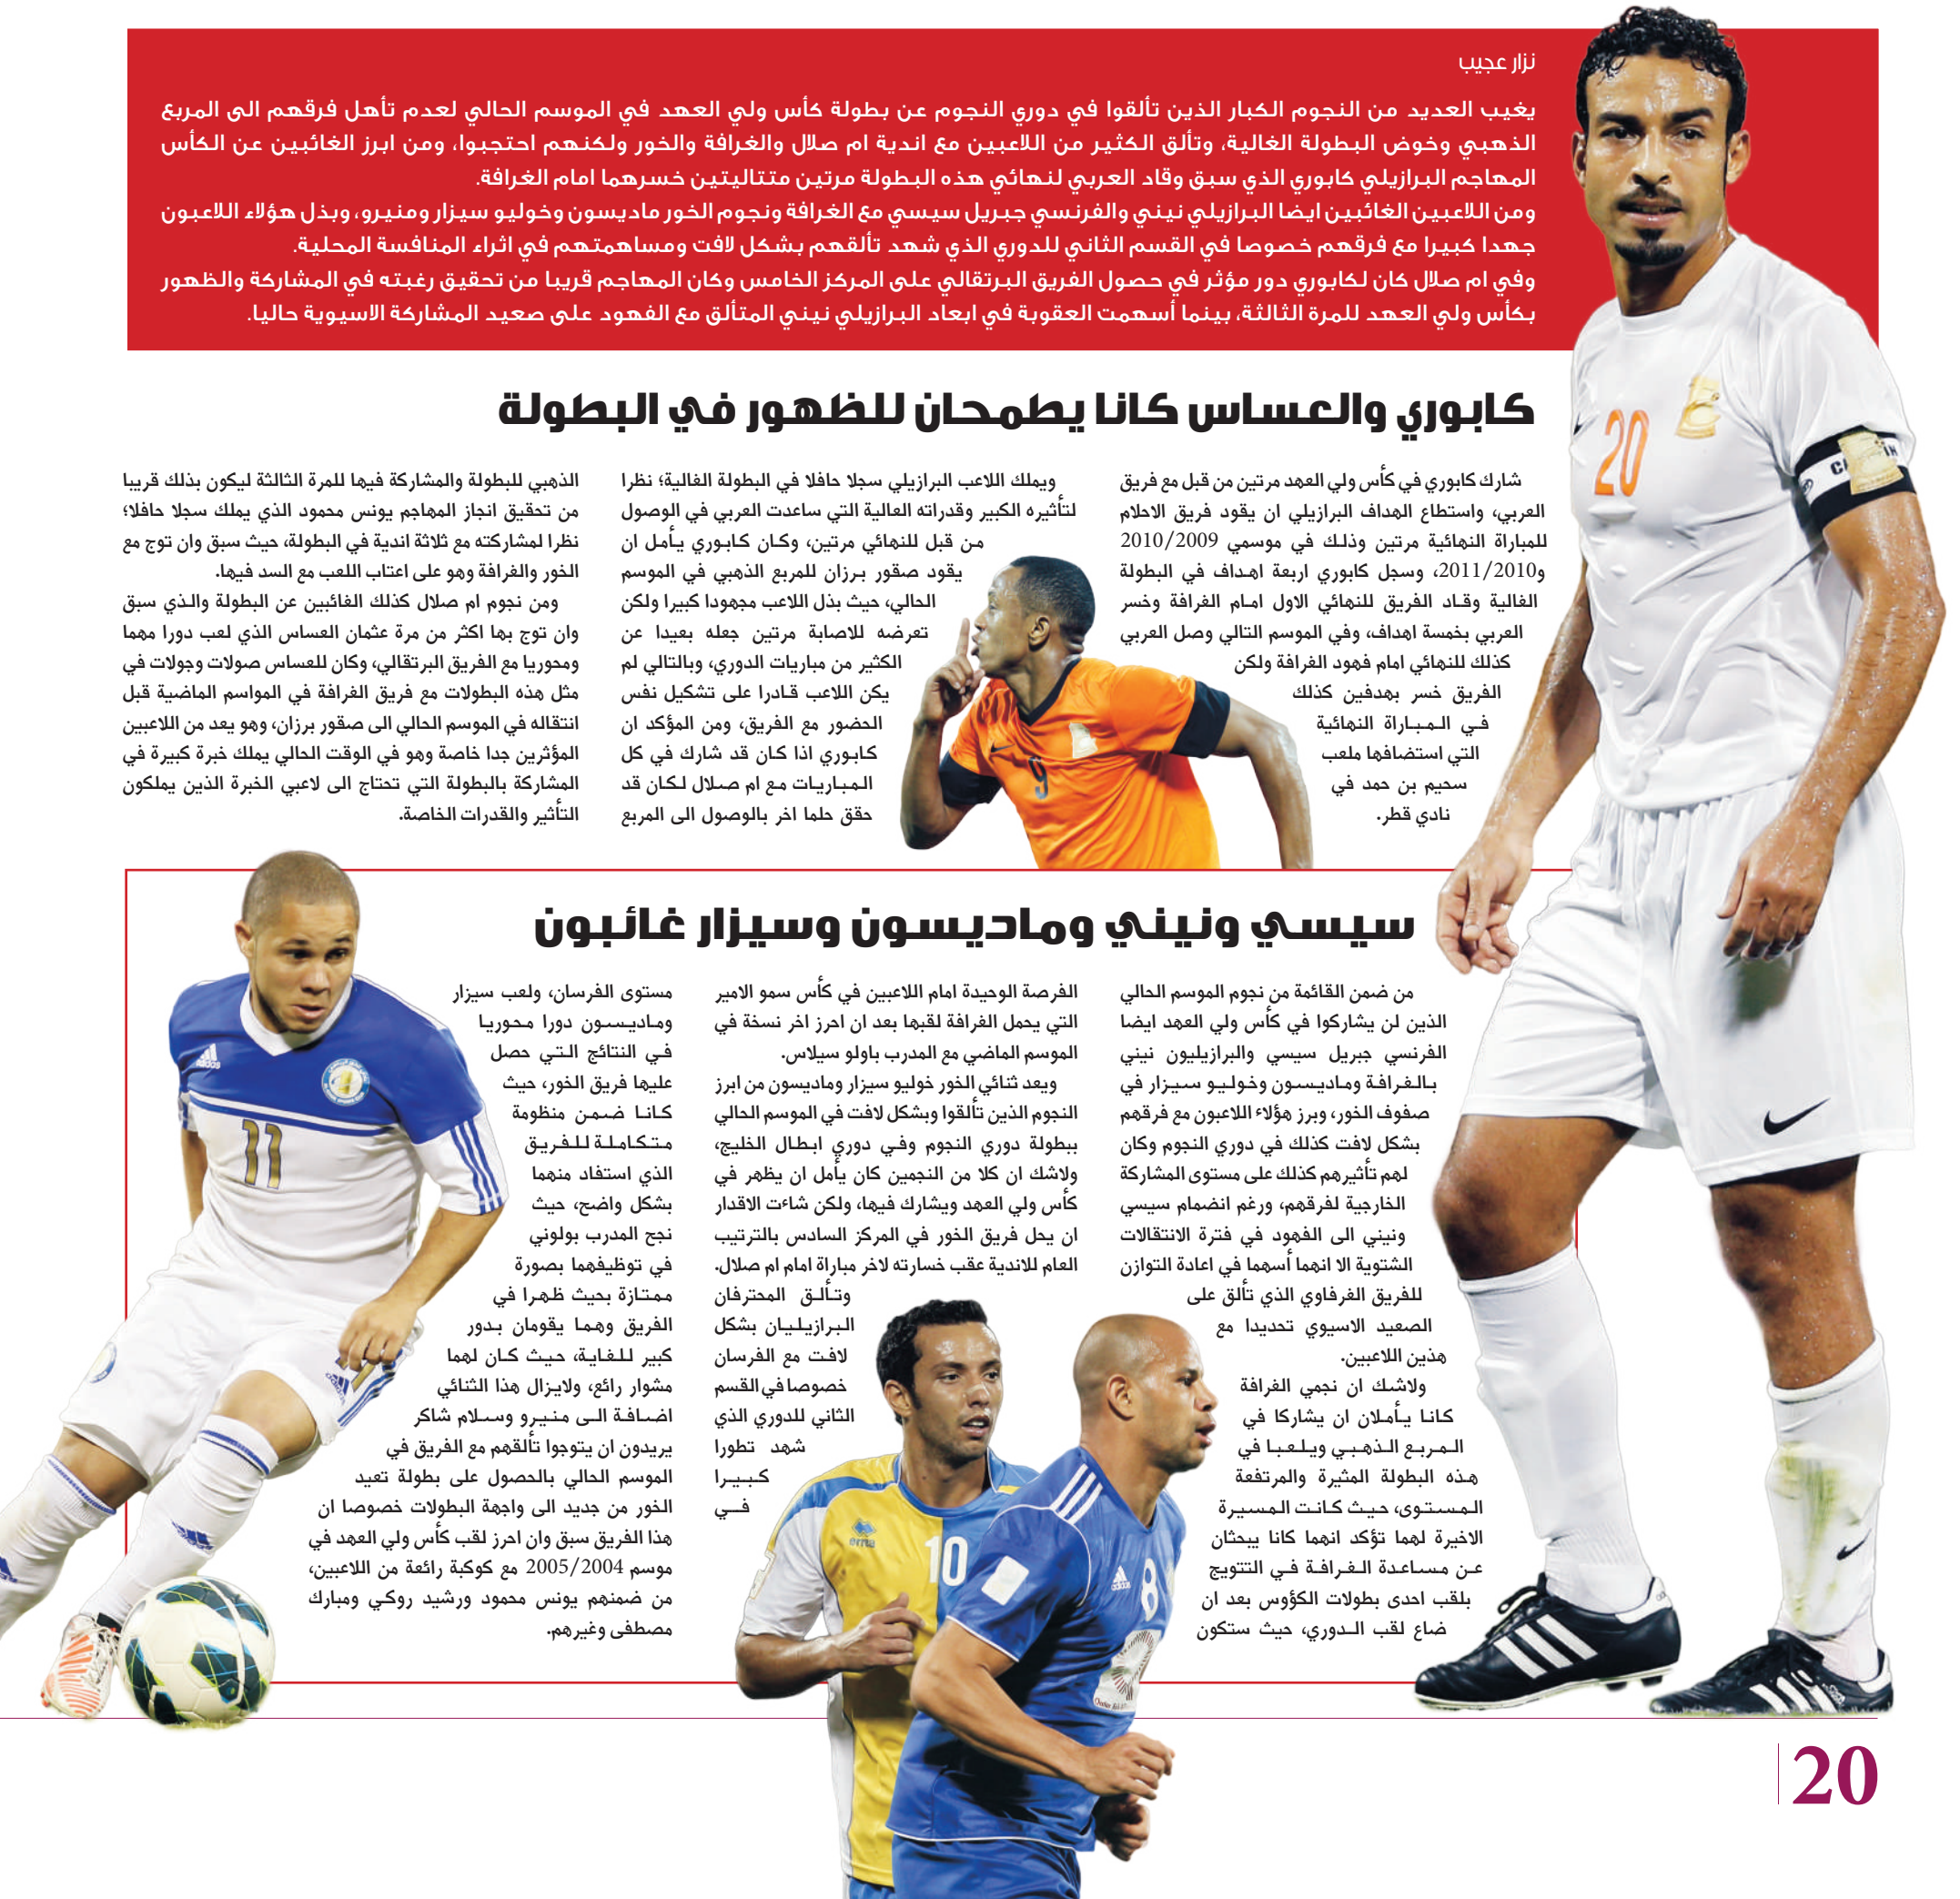 نزار عجيب
يغيب العديد من النجوم الكبار الذين تألقوا في دوري النجوم عن بطولة كأس ولي العهد في الموسم الحالي لعدم تأهل فرقهم الى المربع
الذهبي وخوض البطولة الغالية، وتألق الكثير من اللاعبين مع اندية ام صلال والغرافة والخور ولكنهم احتجبوا، ومن ابرز الغائبين عن الكأس
المهاجم البرازيلي كابوري الذي سبق وقاد العربي لنهائي هذه البطولة مرتين متتاليتين خسرهما امام الغرافة.
ومن اللاعبين الغائبين ايضا البرازيلي نيني والفرنسي جبريل سيسي مع الغرافة ونجوم الخور ماديسون وخوليو سيزار ومنيرو، وبذل هؤلاء اللاعبون
جهدا كبيرا مع فرقهم خصوصا في القسم الثاني للدوري الذي شهد تألقهم بشكل لافت ومساهمتهم في اثراء المنافسة المحلية.
وفي ام صلال كان لكابوري دور مؤثر في حصول الفريق البرتقالي على المركز الخامس وكان المهاجم قريبا من تحقيق رغبته في المشاركة والظهور
بكأس ولي العهد للمرة الثالثة، بينما أسهمت العقوبة في ابعاد البرازيلي نيني المتألق مع الفهود على صعيد المشاركة الاسيوية حاليا.
كابوري والعساس كانا يطمحان للظهور في البطولة
شارك كابوري في كأس ولي العهد مرتين من قبل مع فريق
العربي، واستطاع الهداف البرازيلي ان يقود فريق الاحلام
للمباراة النهائية مرتين وذلك في موسمي 2010/2009
و2011/2010، وسجل كابوري اربعة اهداف في البطولة
الغالية وقاد الفريق للنهائي الاول امام الغرافة وخسر
العربي بخمسة اهداف، وفي الموسم التالي وصل العربي
كذلك للنهائي امام فهود الغرافة ولكن
الفريق خسر بهدفين كذلك
في المباراة النهائية
التي استضافها ملعب
سحيم بن حمد في
نادي قطر.
ويملك اللاعب البرازيلي سجلا حافلا في البطولة الغالية؛ نظرا
لتأثيره الكبير وقدراته العالية التي ساعدت العربي في الوصول
من قبل للنهائي مرتين، وكان كابوري يأمل ان
يقود صقور برزان للمربع الذهبي في الموسم
الحالي، حيث بذل اللاعب مجهودا كبيرا ولكن
تعرضه للاصابة مرتين جعله بعيدا عن
الكثير من مباريات الدوري، وبالتالي لم
يكن اللاعب قادرا على تشكيل نفس
الحضور مع الفريق، ومن المؤكد ان
كابوري اذا كان قد شارك في كل
المباريات مع ام صلال لكان قد
حقق حلما اخر بالوصول الى المربع
الذهبي للبطولة والمشاركة فيها للمرة الثالثة ليكون بذلك قريبا
من تحقيق انجاز المهاجم يونس محمود الذي يملك سجلا حافلا؛
نظرا لمشاركته مع ثلاثة اندية في البطولة، حيث سبق وان توج مع
الخور والغرافة وهو على اعتاب اللعب مع السد فيها.
ومن نجوم ام صلال كذلك الغائبين عن البطولة والذي سبق
وان توج بها اكثر من مرة عثمان العساس الذي لعب دورا مهما
ومحوريا مع الفريق البرتقالي، وكان للعساس صولات وجولات في
مثل هذه البطولات مع فريق الغرافة في المواسم الماضية قبل
انتقاله في الموسم الحالي الى صقور برزان، وهو يعد من اللاعبين
المؤثرين جدا خاصة وهو في الوقت الحالي يملك خبرة كبيرة في
المشاركة بالبطولة التي تحتاج الى لاعبي الخبرة الذين يملكون
التأثير والقدرات الخاصة.
20
9
سيسي ونيني وماديسون وسيزار غائبون
من ضمن القائمة من نجوم الموسم الحالي
الذين لن يشاركوا في كأس ولي العهد ايضا
الفرنسي جبريل سيسي والبرازيليون نيني
بالغرافة وماديسون وخوليو سيزار في
صفوف الخور، وبرز هؤلاء اللاعبون مع فرقهم
بشكل لافت كذلك في دوري النجوم وكان
لهم تأثيرهم كذلك على مستوى المشاركة
الخارجية لفرقهم، ورغم انضمام سيسي
ونيني الى الفهود في فترة الانتقالات
الشتوية الا انهما أسهما في اعادة التوازن
للفريق الغرفاوي الذي تألق على
الصعيد الاسيوي تحديدا مع
هذين اللاعبين.
ولاشك ان نجمي الغرافة
كانا يأملان ان يشاركا في
المربع الذهبي ويلعبا في
هذه البطولة المثيرة والمرتفعة
المستوى، حيث كانت المسيرة
الاخيرة لهما تؤكد انهما كانا يبحثان
عن مساعدة الغرافة في التتويج
بلقب احدى بطولات الكؤوس بعد ان
ضاع لقب الدوري، حيث ستكون
الفرصة الوحيدة امام اللاعبين في كأس سمو الامير
التي يحمل الغرافة لقبها بعد ان احرز اخر نسخة في
الموسم الماضي مع المدرب باولو سيلاس.
ويعد ثنائي الخور خوليو سيزار وماديسون من ابرز
النجوم الذين تألقوا وبشكل لافت في الموسم الحالي
ببطولة دوري النجوم وفي دوري ابطال الخليج،
ولاشك ان كلا من النجمين كان يأمل ان يظهر في
كأس ولي العهد ويشارك فيها، ولكن شاءت الاقدار
ان يحل فريق الخور في المركز السادس بالترتيب
العام للاندية عقب خسارته لاخر مباراة امام ام صلال.
وتألق المحترفان
البرازيليان بشكل
لافت مع الفرسان
خصوصا في القسم
الثاني للدوري الذي
شهد تطورا
كبيرا
في
مستوى الفرسان، ولعب سيزار
وماديسون دورا محوريا
في النتائج التي حصل
عليها فريق الخور، حيث
كانا ضمن منظومة
متكاملة للفريق
الذي استفاد منهما
بشكل واضح، حيث
نجح المدرب بولوني
في توظيفهما بصورة
ممتازة بحيث ظهرا في
الفريق وهما يقومان بدور
كبير للغاية، حيث كان لهما
مشوار رائع، ولايزال هذا الثنائي
اضافة الى منيرو وسلام شاكر
يريدون ان يتوجوا تألقهم مع الفريق في
الموسم الحالي بالحصول على بطولة تعيد
الخور من جديد الى واجهة البطولات خصوصا ان
هذا الفريق سبق وان احرز لقب كأس ولي العهد في
موسم 2005/2004 مع كوكبة رائعة من اللاعبين،
من ضمنهم يونس محمود ورشيد روكي ومبارك
مصطفى وغيرهم.
adidas
11
adidas
erreà
10
adidas
8
20